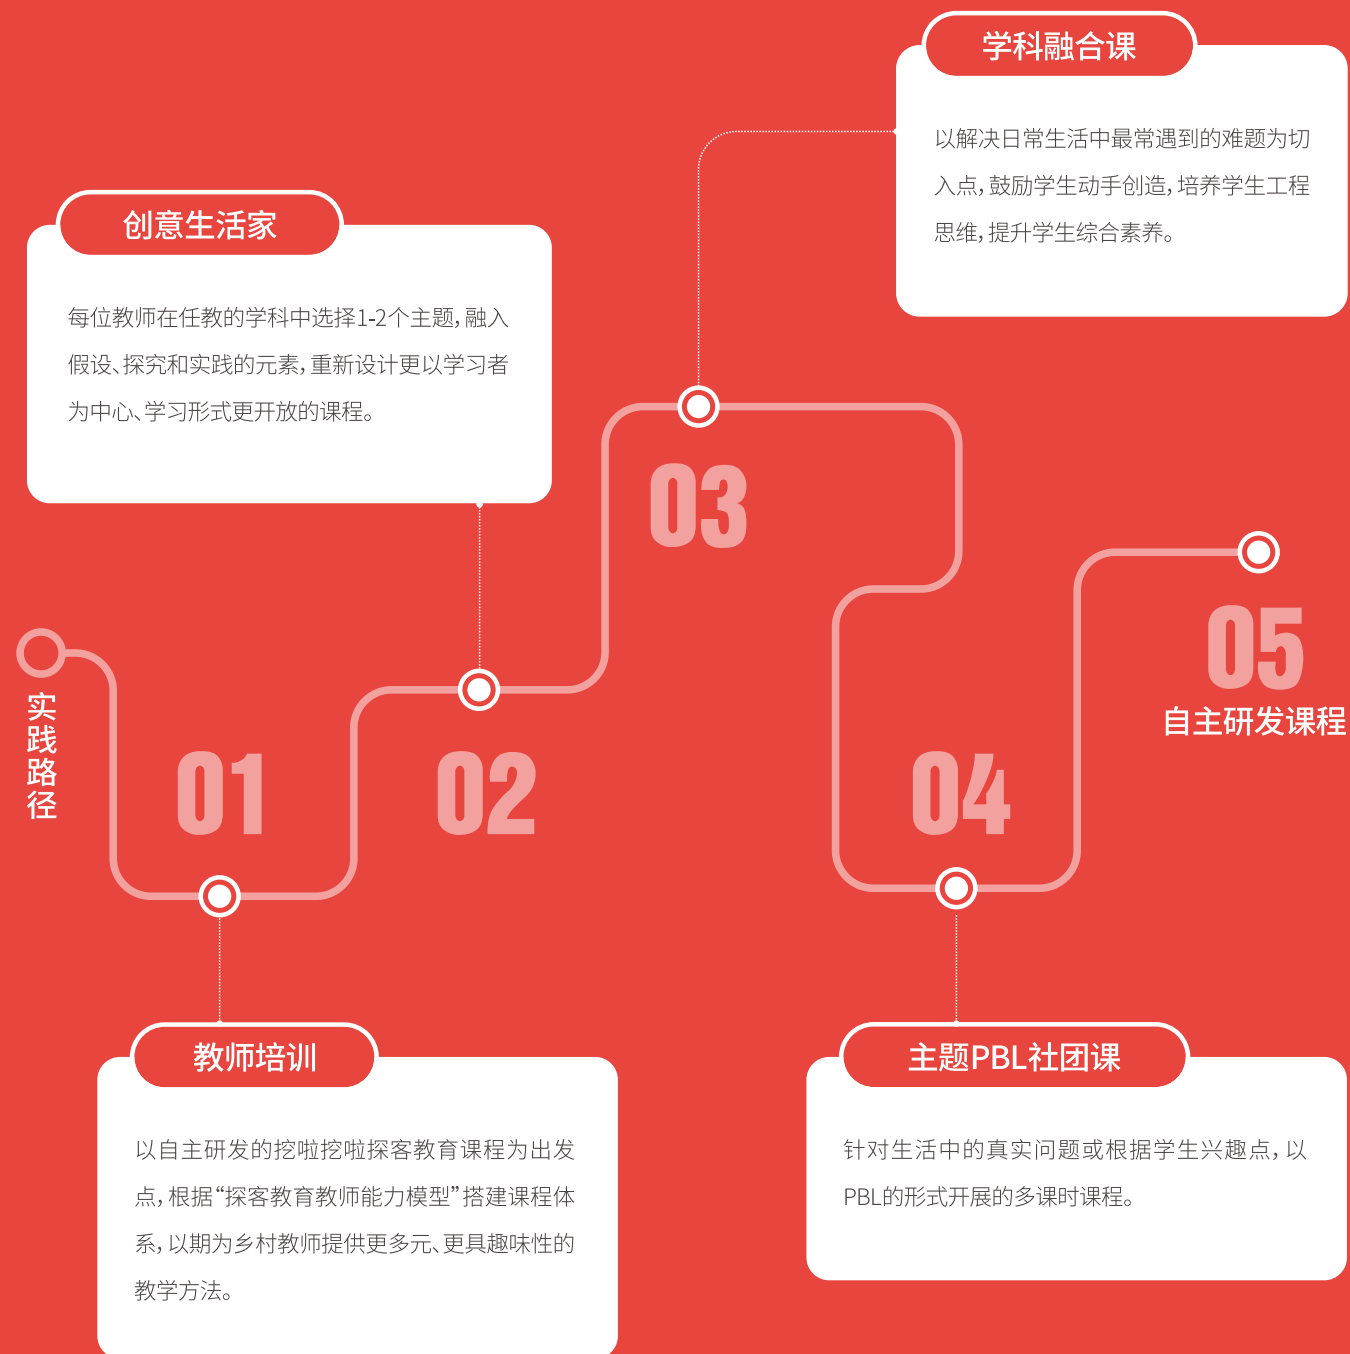 实践路径
01
教师培训
以自主研发的挖啦挖啦探客教育课程为出发
点，根据“探客教育教师能力模型”搭建课程体
系，以期为乡村教师提供更多元、更具趣味性的
教学方法。
02
创意生活家
每位教师在任教的学科中选择1-2个主题，融入
假设、探究和实践的元素，重新设计更以学习者
为中心、学习形式更开放的课程。
03
学科融合课
以解决日常生活中最常遇到的难题为切
入点，鼓励学生动手创造，培养学生工程
思维，提升学生综合素养。
04
主题PBL社团课
针对生活中的真实问题或根据学生兴趣点，以
PBL的形式开展的多课时课程。
05
自主研发课程